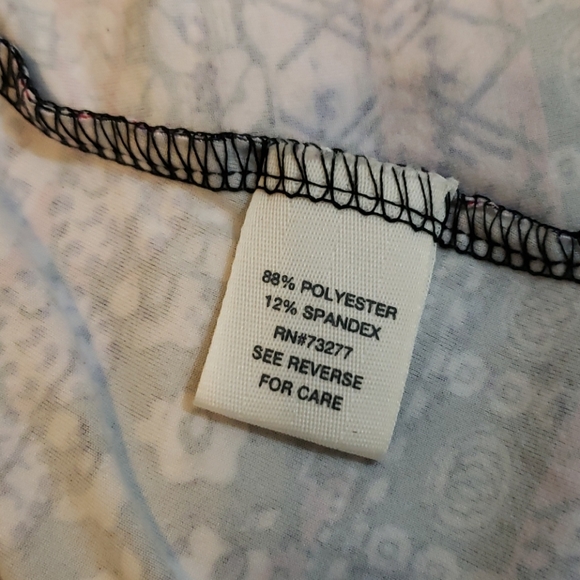 88% POLYESTER
12% SPANDEX
RN#73277
SEE REVERSE
FOR CARE